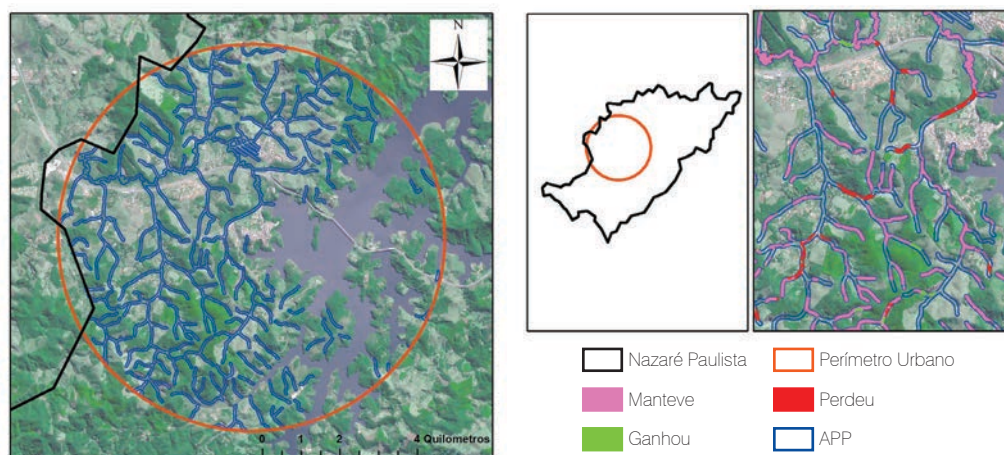 N
0 1 2 4 Quilometros
Nazaré Paulista
Perímetro Urbano
Manteve
Perdeu
Ganhou
APP